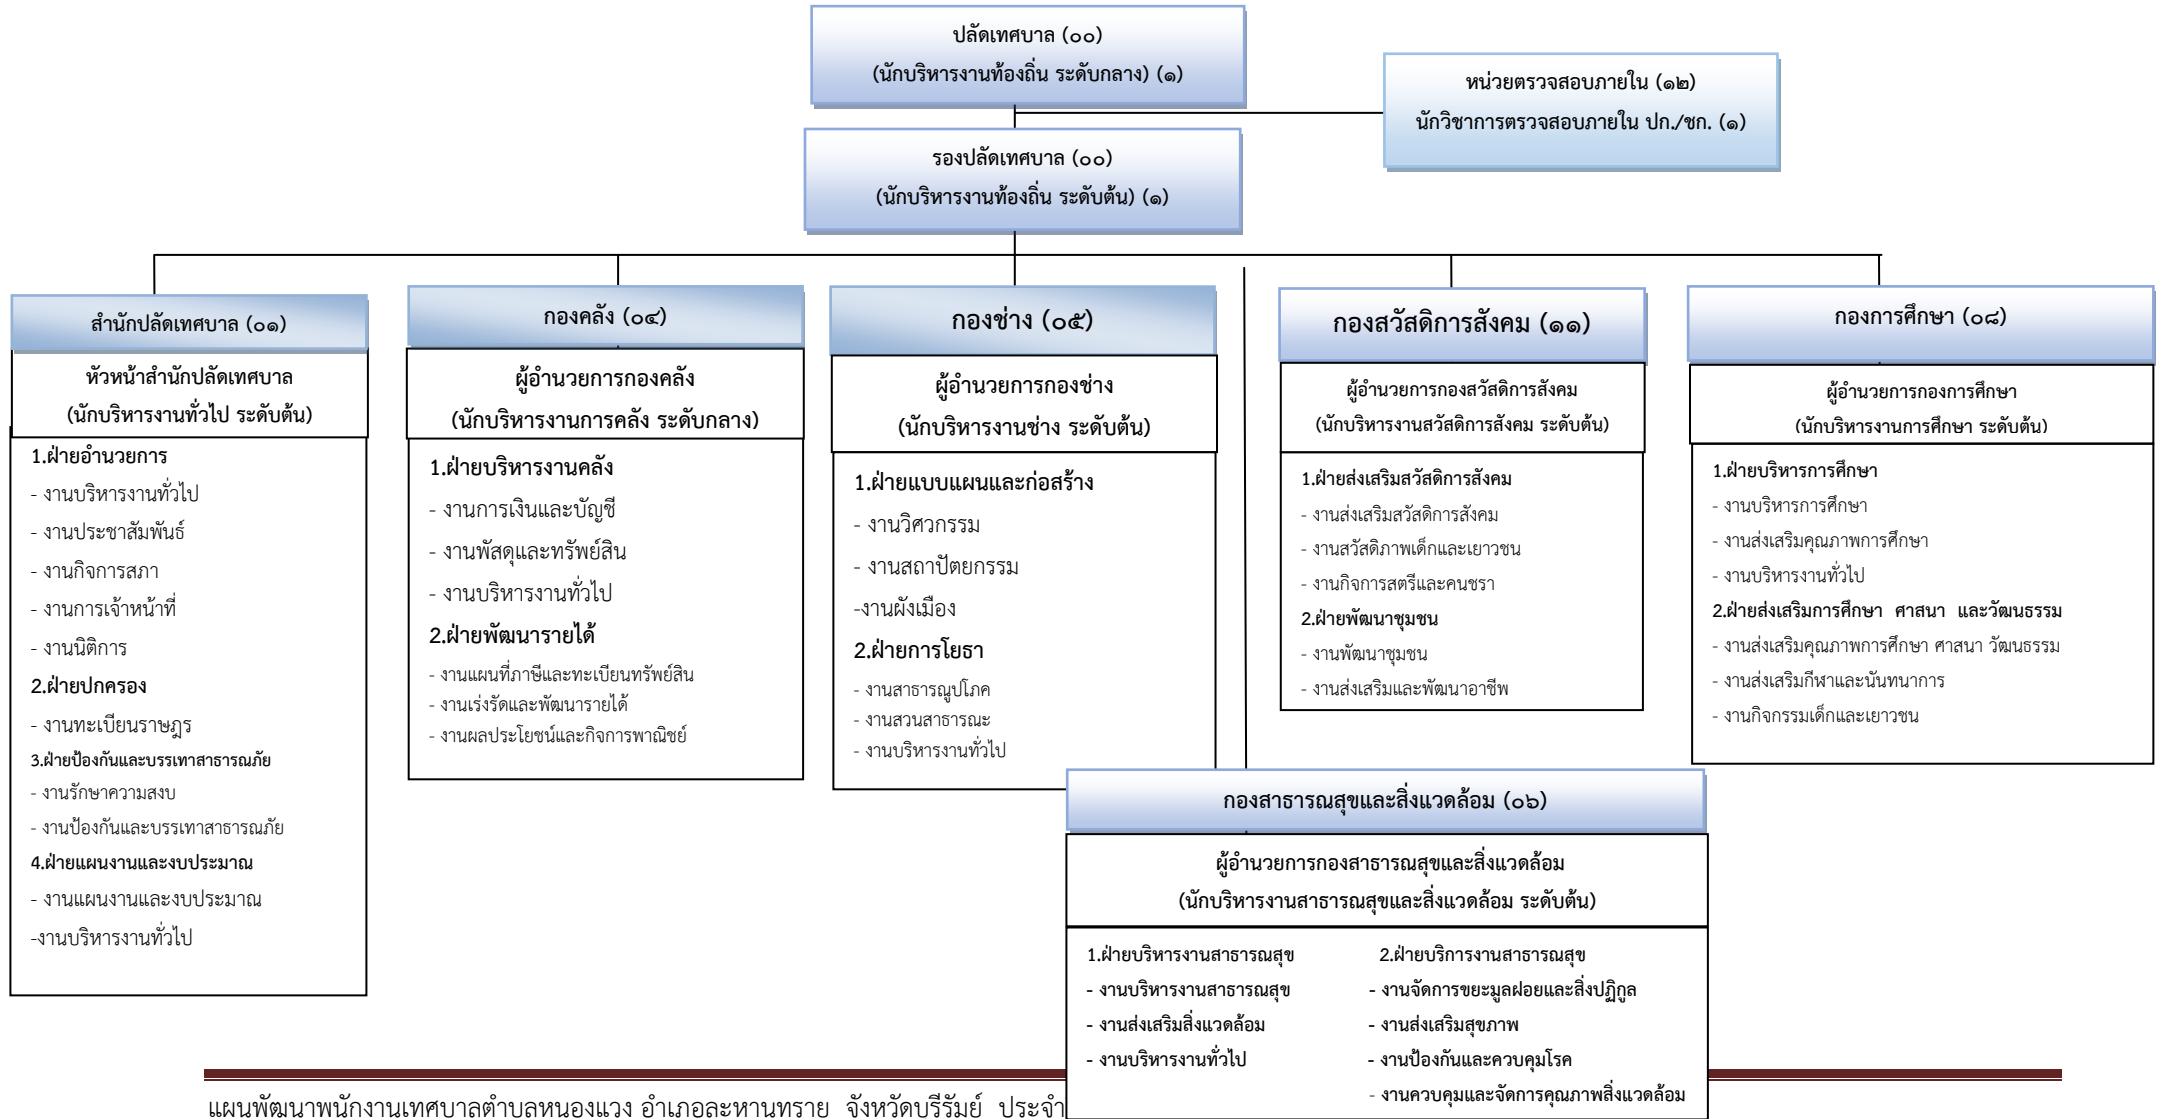 ปลัดเทศบาล (๐๐)
(นักบริหารงานท้องถิ่น ระดับกลาง) (๑)
หน่วยตรวจสอบภายใน (๑๒)
นักวิชาการตรวจสอบภายใน ปก./ชก. (๑)
รองปลัดเทศบาล (๐๐)
(นักบริหารงานท้องถิ่น ระดับต้น) (๑)
สำนักปลัดเทศบาล (๐๑)
หัวหน้าสำนักปลัดเทศบาล
(นักบริหารงานทั่วไป ระดับต้น)
1.ฝ่ายอำนวยการ
- งานบริหารงานทั่วไป
- งานประชาสัมพันธ์
- งานกิจการสภา
- งานการเจ้าหน้าที่
- งานนิติการ
2.ฝ่ายปกครอง
- งานทะเบียนราษฎร
3.ฝ่ายป้องกันและบรรเทาสาธารณภัย
- งานรักษาความสงบ
- งานป้องกันและบรรเทาสาธารณภัย
4.ฝ่ายแผนงานและงบประมาณ
- งานแผนงานและงบประมาณ
-งานบริหารงานทั่วไป
กองคลัง (๐๔)
ผู้อำนวยการกองคลัง
(นักบริหารงานการคลัง ระดับกลาง)
1.ฝ่ายบริหารงานคลัง
- งานการเงินและบัญชี
- งานพัสดุและทรัพย์สิน
- งานบริหารงานทั่วไป
2.ฝ่ายพัฒนารายได้
- งานแผนที่ภาษีและทะเบียนทรัพย์สิน
- งานเร่งรัดและพัฒนารายได้
- งานผลประโยชน์และกิจการพาณิชย์
กองช่าง (๐๕)
ผู้อำนวยการกองช่าง
(นักบริหารงานช่าง ระดับต้น)
1.ฝ่ายแบบแผนและก่อสร้าง
- งานวิศวกรรม
- งานสถาปัตยกรรม
-งานผังเมือง
2.ฝ่ายการโยธา
- งานสาธารณูปโภค
- งานสวนสาธารณะ
- งานบริหารงานทั่วไป
กองสวัสดิการสังคม (๑๑)
ผู้อำนวยการกองสวัสดิการสังคม
(นักบริหารงานสวัสดิการสังคม ระดับต้น)
1.ฝ่ายส่งเสริมสวัสดิการสังคม
- งานส่งเสริมสวัสดิการสังคม
- งานสวัสดิภาพเด็กและเยาวชน
- งานกิจการสตรีและคนชรา
2.ฝ่ายพัฒนาชุมชน
- งานพัฒนาชุมชน
- งานส่งเสริมและพัฒนาอาชีพ
กองการศึกษา (๐๘)
ผู้อำนวยการกองการศึกษา
(นักบริหารงานการศึกษา ระดับต้น)
1.ฝ่ายบริหารการศึกษา
- งานบริหารการศึกษา
- งานส่งเสริมคุณภาพการศึกษา
- งานบริหารงานทั่วไป
2.ฝ่ายส่งเสริมการศึกษา ศาสนา และวัฒนธรรม
- งานส่งเสริมคุณภาพการศึกษา ศาสนา วัฒนธรรม
- งานส่งเสริมกีฬาและนันทนาการ
- งานกิจกรรมเด็กและเยาวชน
กองสาธารณสุขและสิ่งแวดล้อม (๐๖)
ผู้อำนวยการกองสาธารณสุขและสิ่งแวดล้อม
(นักบริหารงานสาธารณสุขและสิ่งแวดล้อม ระดับต้น)
1.ฝ่ายบริหารงานสาธารณสุข
- งานบริหารงานสาธารณสุข
- งานส่งเสริมสิ่งแวดล้อม
- งานบริหารงานทั่วไป
2.ฝ่ายบริการงานสาธารณสุข
- งานจัดการขยะมูลฝอยและสิ่งปฏิกูล
- งานส่งเสริมสุขภาพ
- งานป้องกันและควบคุมโรค
- งานควบคุมและจัดการคุณภาพสิ่งแวดล้อม
แผนพัฒนาพนักงานเทศบาลตำบลหนองแวง อำเภอละหานทราย จังหวัดบุรีรัมย์ ประจำ